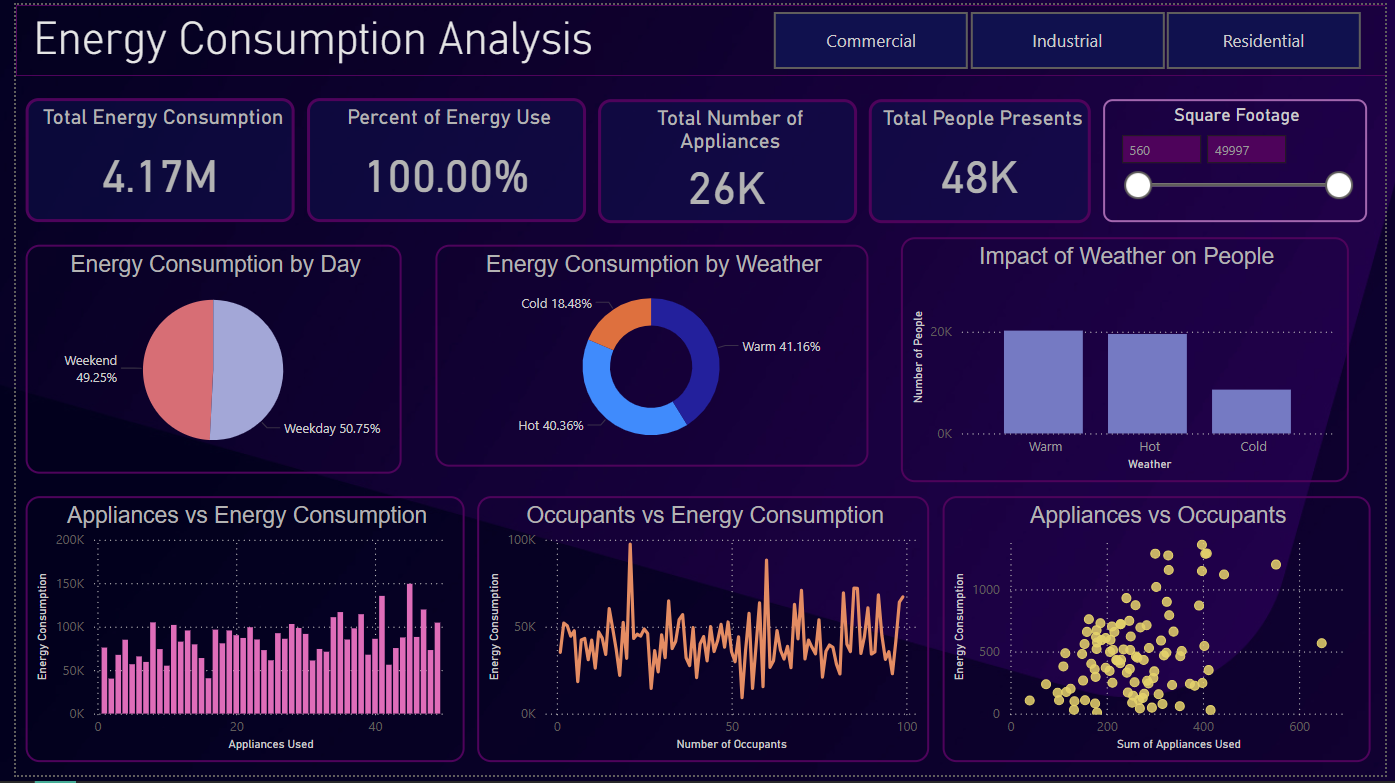 Energy Consumption Analysis
Commercial
Industrial
Residential
Total Energy Consumption
4.17M
Percent of Energy Use
100.00%
Total Number of
Appliances
26K
Total People Presents
48K
Square Footage
560
49997
Energy Consumption by Day
Weekend
49.25%
Weekday 50.75%
Energy Consumption by Weather
Cold 18.48%
Warm 41.16%
Hot 40.36%
Impact of Weather on People
Number of People
20K
0K
Warm
Hot
Cold
Weather
Appliances vs Energy Consumption
Energy Consumption
200K
150K
100K
50K
0K
0
20
40
Appliances Used
Occupants vs Energy Consumption
Energy Consumption
100K
50K
0K
0
50
100
Number of Occupants
Appliances vs Occupants
Energy Consumption
1000
500
0
0
200
400
600
Sum of Appliances Used